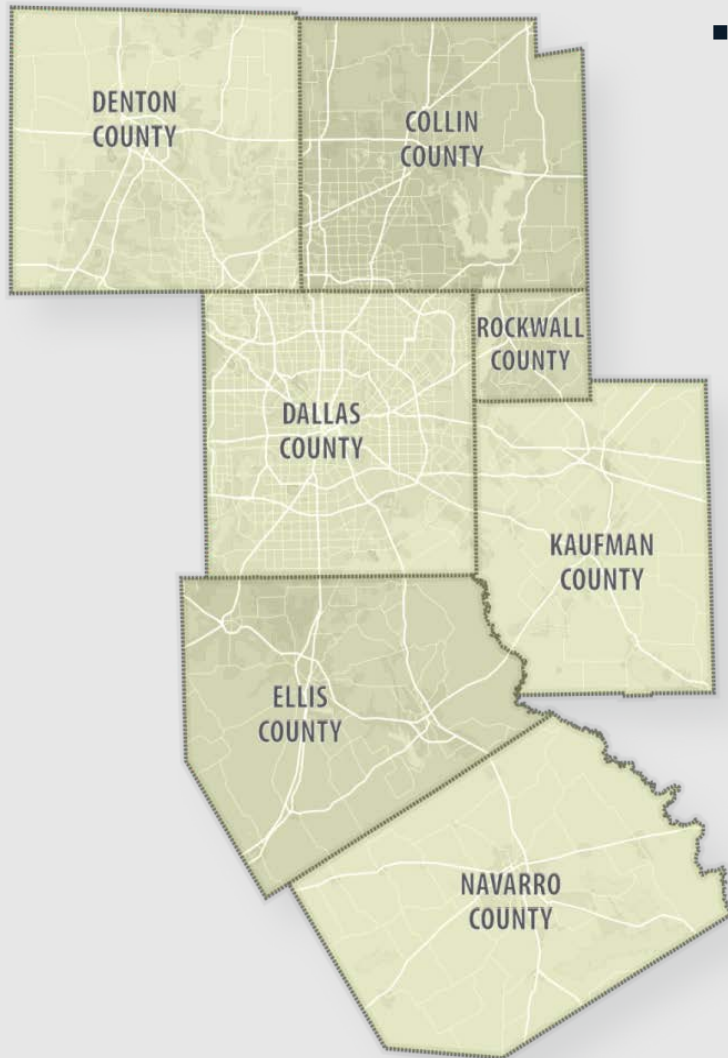 DENTON
COUNTY
COLLIN
COUNTY
ROCKWALL
COUNTY
DALLAS
COUNTY
KAUFMAN
COUNTY
ELLIS
COUNTY
NAVARRO
COUNTY